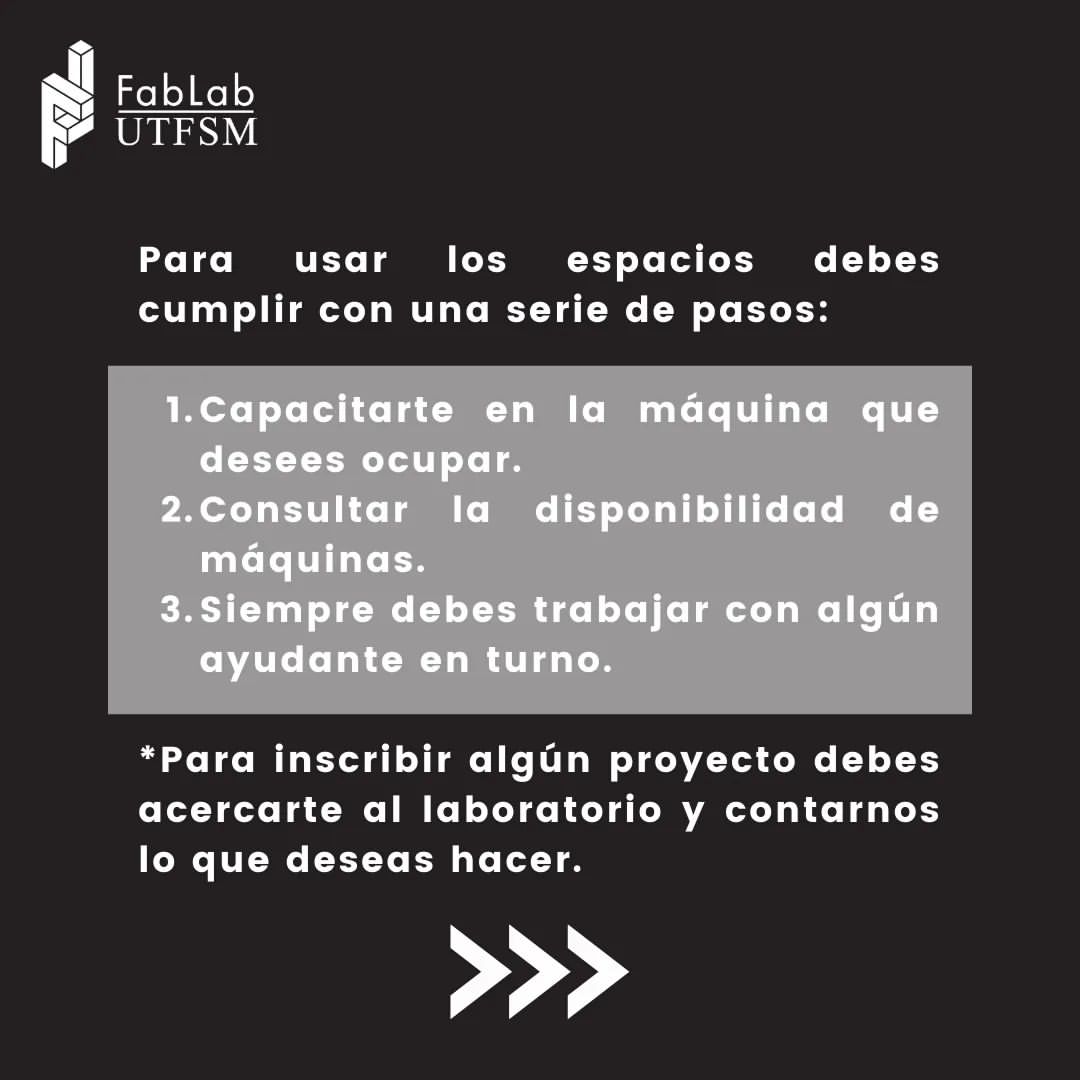 FabLab
UTFSM
Para usar los espacios debes
cumplir con una serie de pasos:
1. Capacitarte en la máquina que
desees ocupar.
2. Consultar la disponibilidad de
máquinas.
3. Siempre debes trabajar con algún
ayudante en turno.
*Para inscribir algún proyecto debes
acercarte al laboratorio y contarnos
lo que deseas hacer.